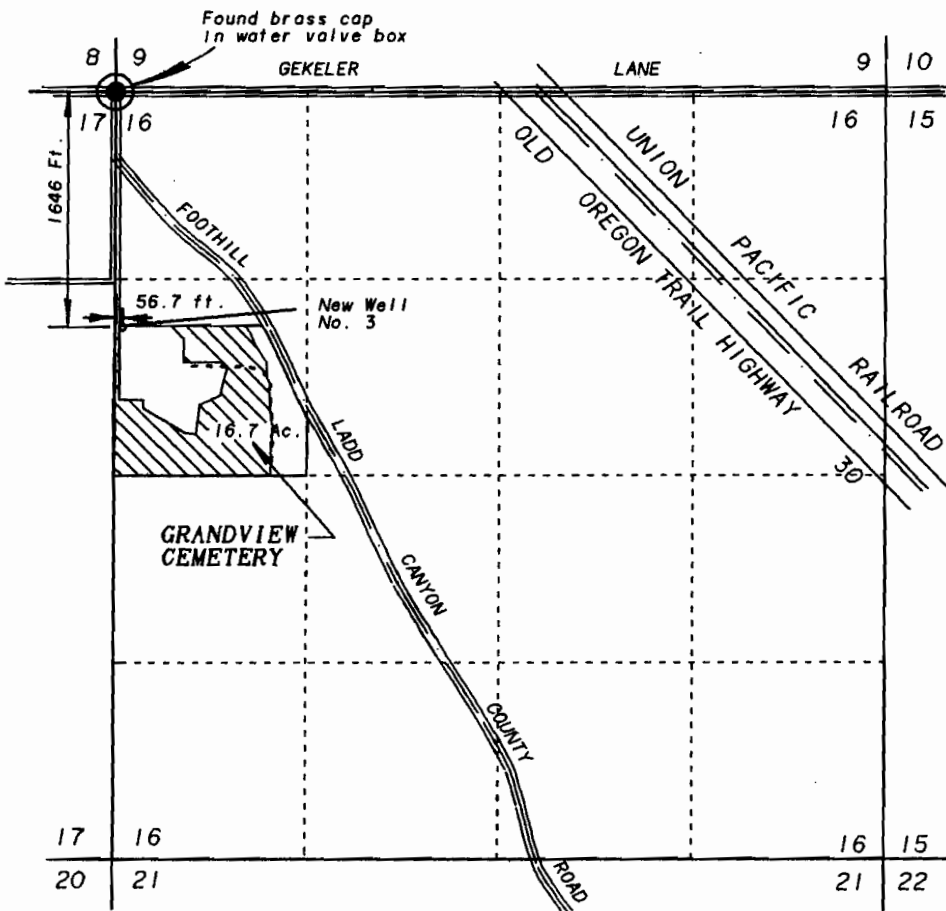 Found brass cap
in water valve box
8 9
GEKELER LANE
9 10
17 16
16 15
1646 Ft.
OLD OREGON TRAIL HIGHWAY 30
UNION PACIFIC RAILROAD
FOOTHILL LADD CANYON COUNTY ROAD
56.7 ft.
New Well
No. 3
16.7 Ac.
GRANDVIEW
CEMETERY
17 16
16 15
20 21
21 22